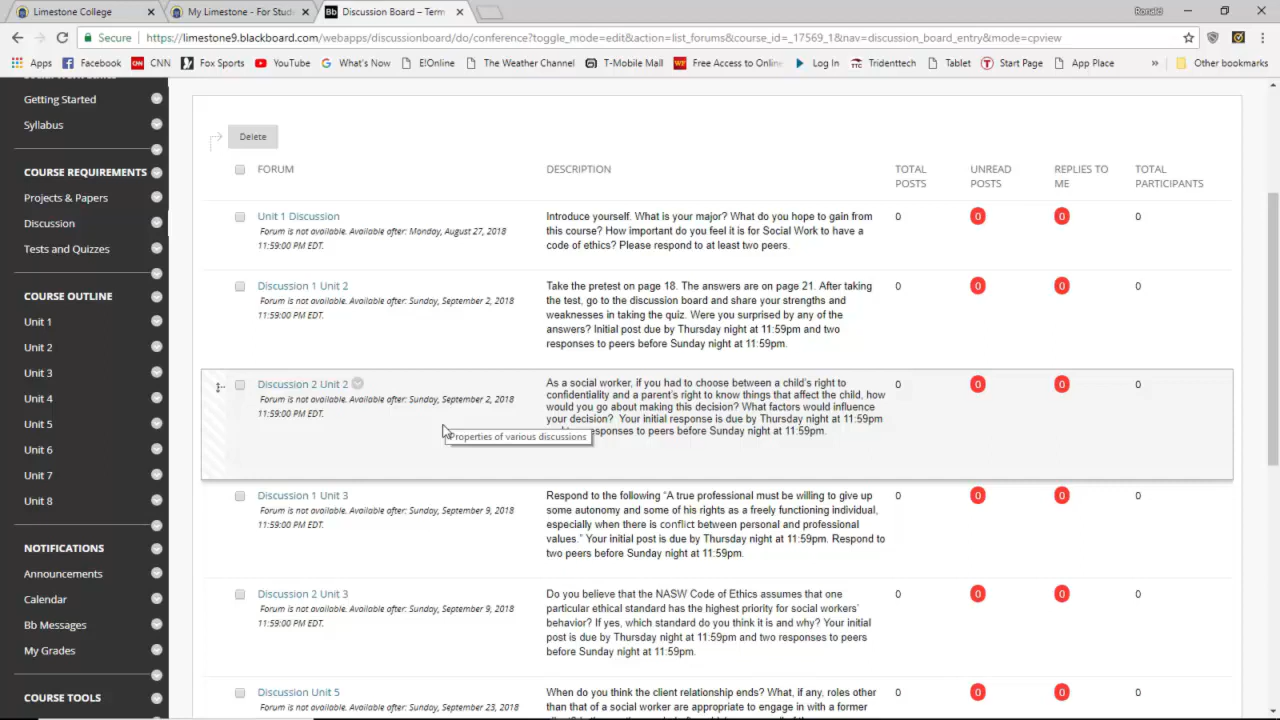 Limestone College
My Limestone - For Stud
Discussion Board – Term
Ronald
Secure
https://limestone9.blackboard.com/webapps/discussionboard/do/conference?toggle_mode=edit&action=list_forums&course_id=_17569_1&nav=discussion_board_entry&mode=cpview
Apps
Facebook
CNN
Fox Sports
YouTube
What's Now
E!Online
The Weather Channel
T-Mobile Mall
Free Access to Onlin
Log In
Tridenttech
Tablet
Start Page
App Place
Other bookmarks
Getting Started
Syllabus
COURSE REQUIREMENTS
Projects & Papers
Discussion
Tests and Quizzes
COURSE OUTLINE
Unit 1
Unit 2
Unit 3
Unit 4
Unit 5
Unit 6
Unit 7
Unit 8
NOTIFICATIONS
Announcements
Calendar
Bb Messages
My Grades
COURSE TOOLS
Delete
FORUM
DESCRIPTION
TOTAL
POSTS
UNREAD
POSTS
REPLIES TO
ME
TOTAL
PARTICIPANTS
Unit 1 Discussion
Forum is not available. Available after: Monday, August 27, 2018
11:59:00 PM EDT.
Introduce yourself. What is your major? What do you hope to gain from
this course? How important do you feel it is for Social Work to have a
code of ethics? Please respond to at least two peers.
0
0
0
0
Discussion 1 Unit 2
Forum is not available. Available after: Sunday, September 2, 2018
11:59:00 PM EDT.
Take the pretest on page 18. The answers are on page 21. After taking
the test, go to the discussion board and share your strengths and
weaknesses in taking the quiz. Were you surprised by any of the
answers? Initial post due by Thursday night at 11:59pm and two
responses to peers before Sunday night at 11:59pm.
0
0
0
0
Discussion 2 Unit 2
Forum is not available. Available after: Sunday, September 2, 2018
11:59:00 PM EDT.
As a social worker, if you had to choose between a child's right to
confidentiality and a parent's right to know things that affect the child, how
would you go about making this decision? What factors would influence
your decision? Your initial response is due by Thursday night at 11:59pm
responses to peers before Sunday night at 11:59pm.
0
0
0
0
Properties of various discussions
Discussion 1 Unit 3
Forum is not available. Available after: Sunday, September 9, 2018
11:59:00 PM EDT.
Respond to the following “A true professional must be willing to give up
some autonomy and some of his rights as a freely functioning individual,
especially when there is conflict between personal and professional
values.” Your initial post is due by Thursday night at 11:59pm. Respond to
two peers before Sunday night at 11:59pm.
0
0
0
0
Discussion 2 Unit 3
Forum is not available. Available after: Sunday, September 9, 2018
11:59:00 PM EDT.
Do you believe that the NASW Code of Ethics assumes that one
particular ethical standard has the highest priority for social workers'
behavior? If yes, which standard do you think it is and why? Your initial
post is due by Thursday night at 11:59pm and two responses to peers
before Sunday night at 11:59pm.
0
0
0
0
Discussion Unit 5
Forum is not available. Available after: Sunday, September 23, 2018
When do you think the client relationship ends? What, if any, roles other
than that of a social worker are appropriate to engage in with a former
0
0
0
0